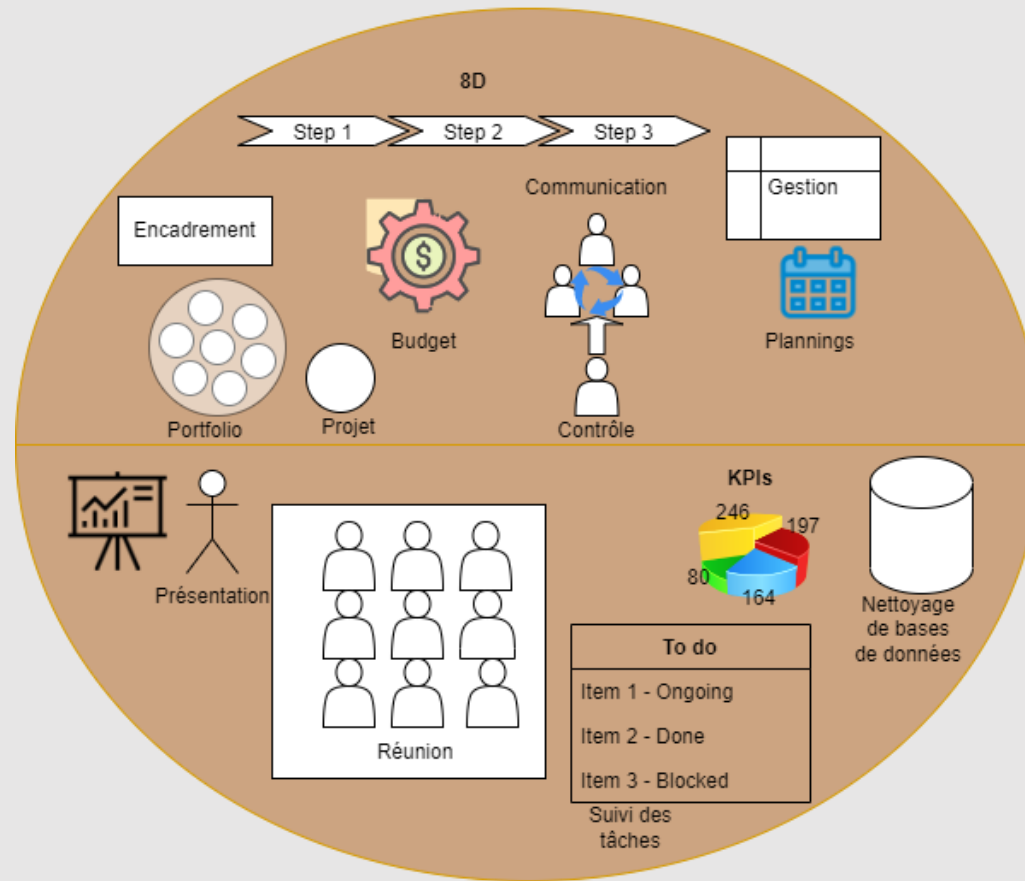 8D
Step 1
Step 2
Step 3
Communication
Gestion
Encadrement
$
Budget
Plannings
Portfolio
Projet
Contrôle
KPIs
246
197
80
164
Présentation
Nettoyage
de bases
de données
To do
Item 1 - Ongoing
Item 2 - Done
Item 3 - Blocked
Réunion
Suivi des
tâches